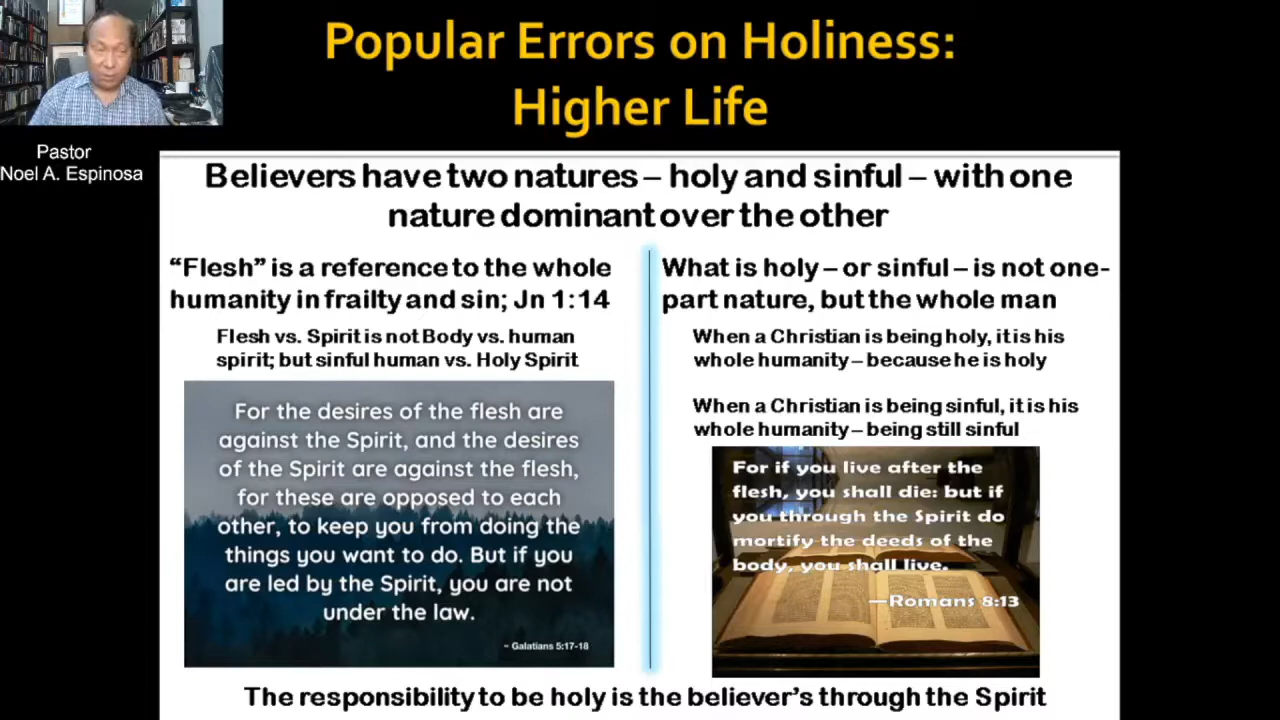 Popular Errors on Holiness:
Higher Life
Pastor
Noel A. Espinosa
Believers have two natures – holy and sinful – with one
nature dominant over the other
“Flesh” is a reference to the whole
humanity in frailty and sin; Jn 1:14
Flesh vs. Spirit is not Body vs. human
spirit; but sinful human vs. Holy Spirit
For the desires of the flesh are
against the Spirit, and the desires
of the Spirit are against the flesh,
for these are opposed to each
other, to keep you from doing the
things you want to do. But if you
are led by the Spirit, you are not
under the law.
~ Galatians 5:17-18
What is holy – or sinful – is not one-
part nature, but the whole man
When a Christian is being holy, it is his
whole humanity – because he is holy
When a Christian is being sinful, it is his
whole humanity – being still sinful
For if you live after the
flesh, you shall die: but if
you through the Spirit do
mortify the deeds of the
body, you shall live.
—Romans 8:13
The responsibility to be holy is the believer’s through the Spirit